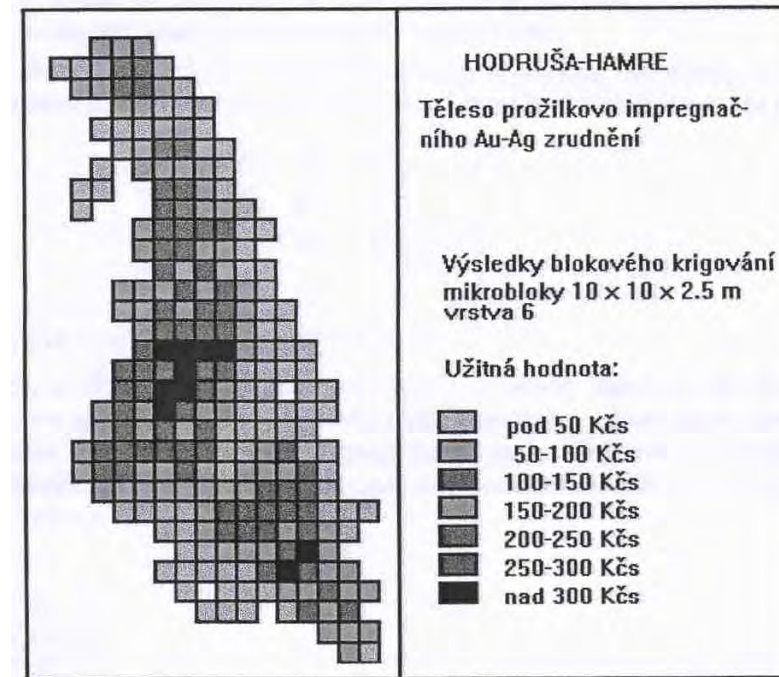 HODRUŠA-HAMRE
Těleso prožilkovo impregnač-
ního Au-Ag zrudnění
Výsledky blokového krigování
mikrobloky 10 x 10 x 2.5 m
vrstva 6
Užitná hodnota:
pod 50 Kčs
50-100 Kčs
100-150 Kčs
150-200 Kčs
200-250 Kčs
250-300 Kčs
nad 300 Kčs